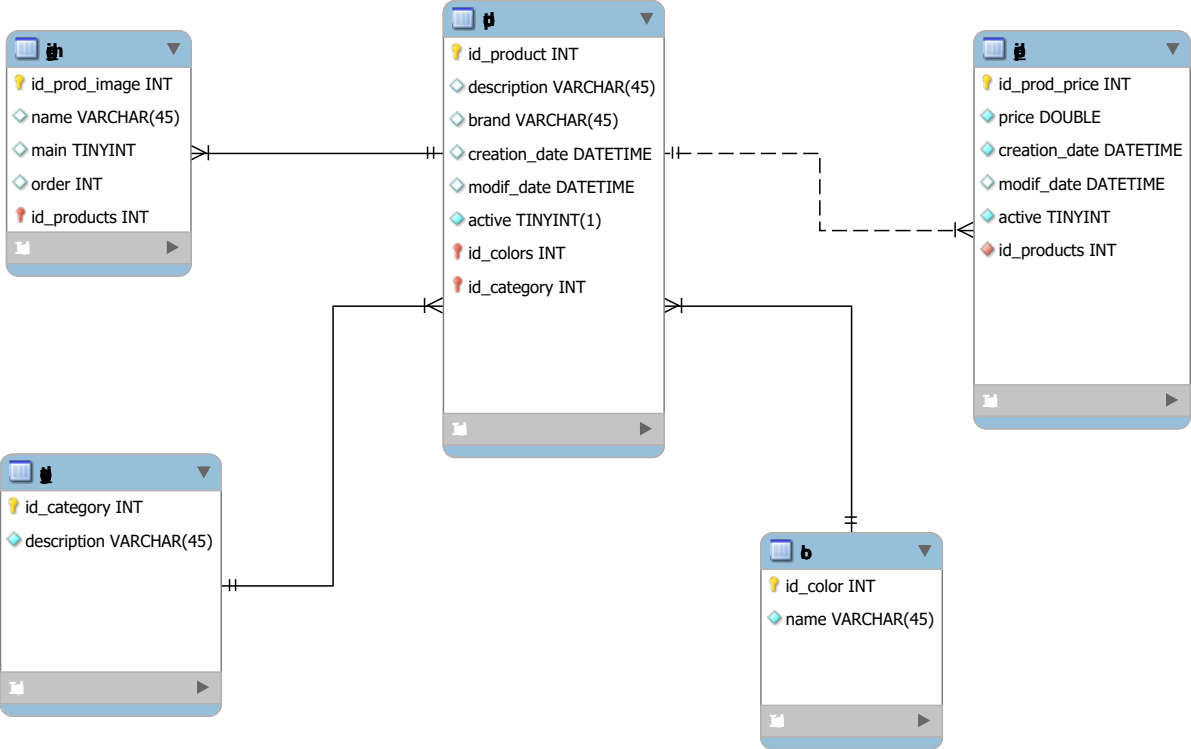 id_prod_image INT
name VARCHAR(45)
main TINYINT
order INT
id_products INT
id_product INT
description VARCHAR(45)
brand VARCHAR(45)
creation_date DATETIME
modif_date DATETIME
active TINYINT(1)
id_colors INT
id_category INT
id_prod_price INT
price DOUBLE
creation_date DATETIME
modif_date DATETIME
active TINYINT
id_products INT
id_category INT
description VARCHAR(45)
id_color INT
name VARCHAR(45)